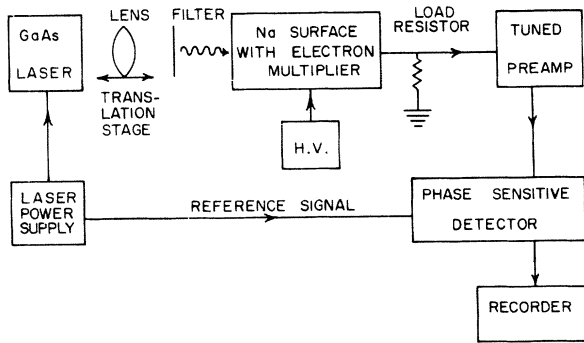 GaAs
LASER
LENS
TRANS-
LATION
STAGE
FILTER
Na SURFACE
WITH ELECTRON
MULTIPLIER
LOAD
RESISTOR
TUNED
PREAMP
H.V.
LASER
POWER
SUPPLY
REFERENCE SIGNAL
PHASE SENSITIVE
DETECTOR
RECORDER